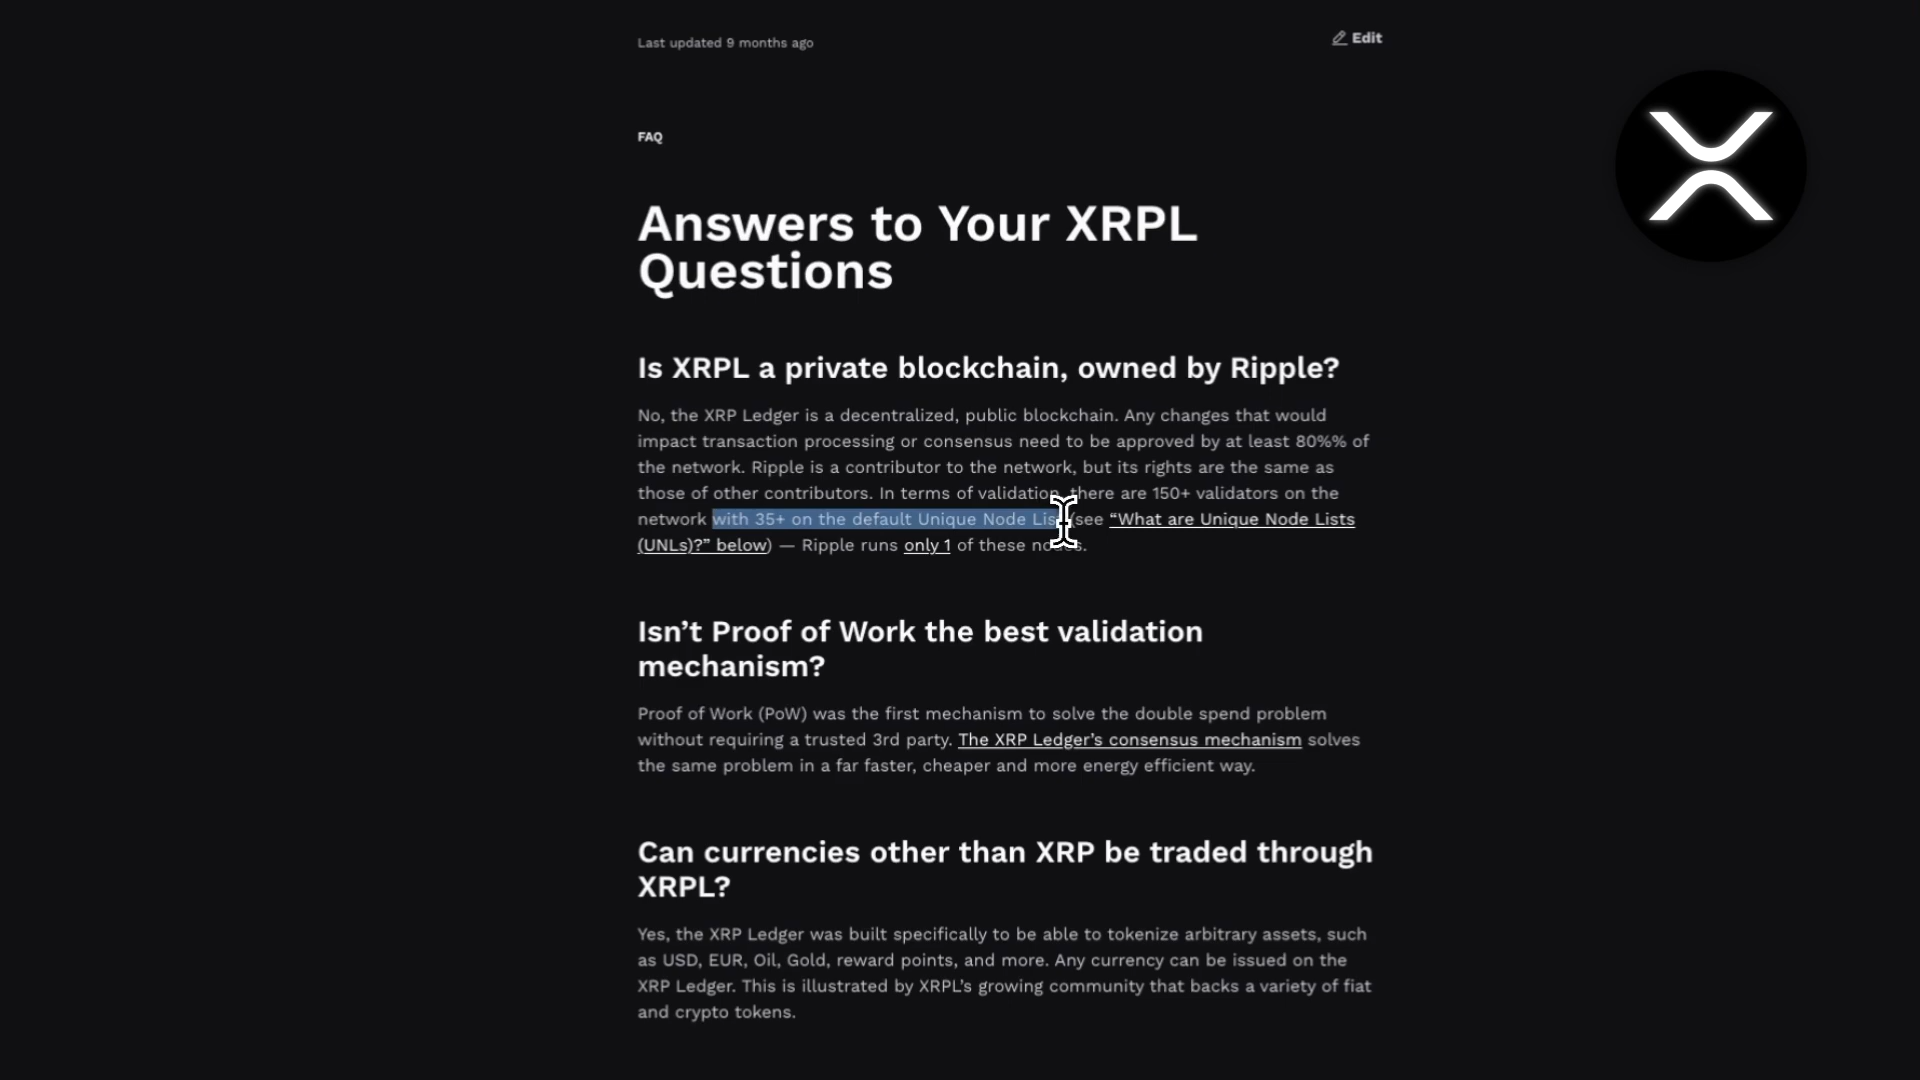 Last updated 9 months ago
Edit
FAQ
Answers to Your XRPL
Questions
Is XRPL a private blockchain, owned by Ripple?
No, the XRP Ledger is a decentralized, public blockchain. Any changes that would
impact transaction processing or consensus need to be approved by at least 80%% of
the network. Ripple is a contributor to the network, but its rights are the same as
those of other contributors. In terms of validation, there are 150+ validators on the
network with 35+ on the default Unique Node List (see “What are Unique Node Lists
(UNLs)?” below) — Ripple runs only 1 of these nodes.
Isn’t Proof of Work the best validation
mechanism?
Proof of Work (PoW) was the first mechanism to solve the double spend problem
without requiring a trusted 3rd party. The XRP Ledger’s consensus mechanism solves
the same problem in a far faster, cheaper and more energy efficient way.
Can currencies other than XRP be traded through
XRPL?
Yes, the XRP Ledger was built specifically to be able to tokenize arbitrary assets, such
as USD, EUR, Oil, Gold, reward points, and more. Any currency can be issued on the
XRP Ledger. This is illustrated by XRPL’s growing community that backs a variety of fiat
and crypto tokens.